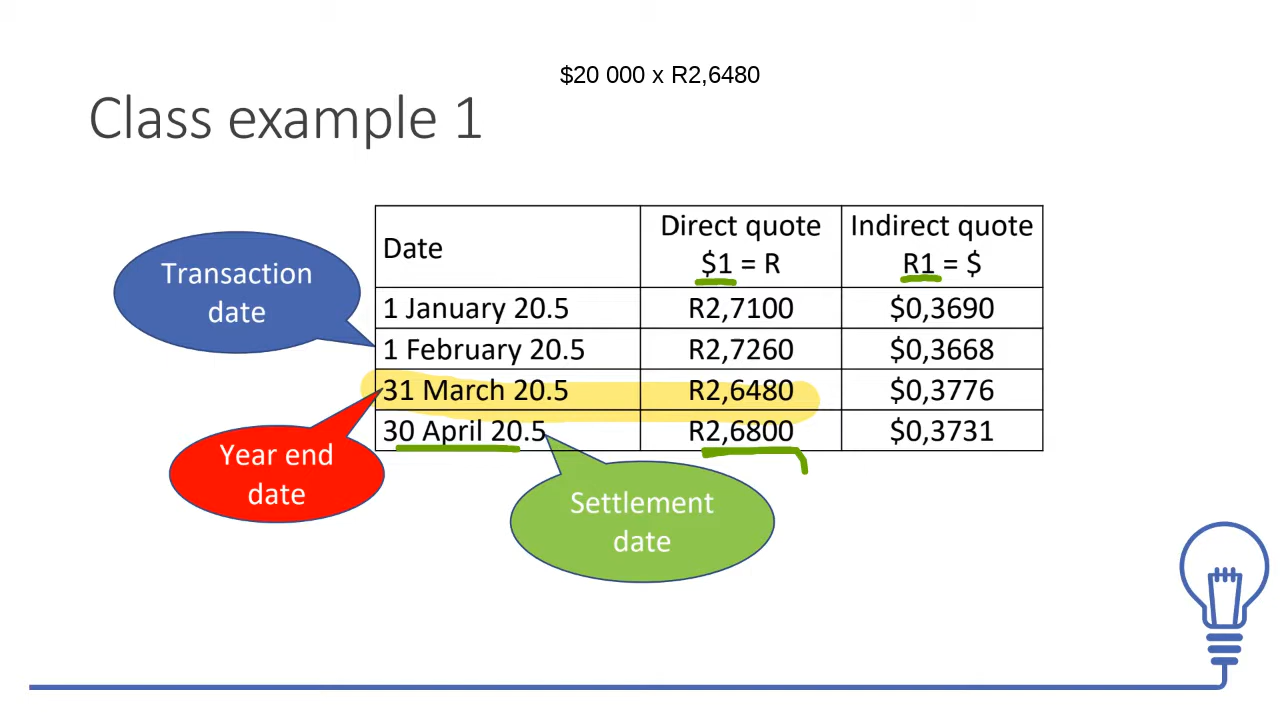 $20 000 x R2,6480
Class example 1
Date
Direct quote
$1 = R
Indirect quote
R1 = $
1 January 20.5 R2,7100 $0,3690
1 February 20.5 R2,7260 $0,3668
31 March 20.5 R2,6480 $0,3776
30 April 20.5 R2,6800 $0,3731
Transaction
date
Year end
date
Settlement
date